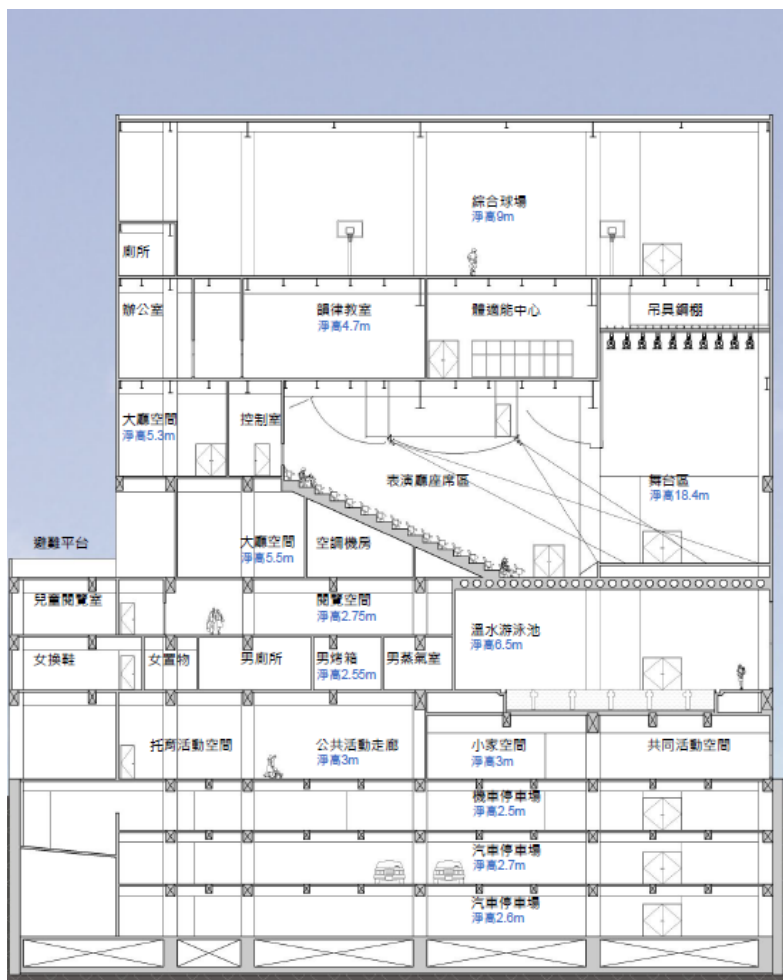 綜合球場
淨高9m
廁所
辦公室
韻律教室
淨高4.7m
體適能中心
吊具鋼棚
大廳空間
淨高5.3m
控制室
表演廳座席區
舞台區
淨高18.4m
避難平台
大廳空間
淨高5.5m
空調機房
兒童閱覽室
閱覽空間
淨高2.75m
溫水游泳池
淨高6.5m
女換鞋
女置物
男廁所
男烤箱
淨高2.55m
男蒸氣室
托育活動空間
公共活動走廊
淨高3m
小家空間
淨高3m
共同活動空間
機車停車場
淨高2.5m
汽車停車場
淨高2.7m
汽車停車場
淨高2.6m